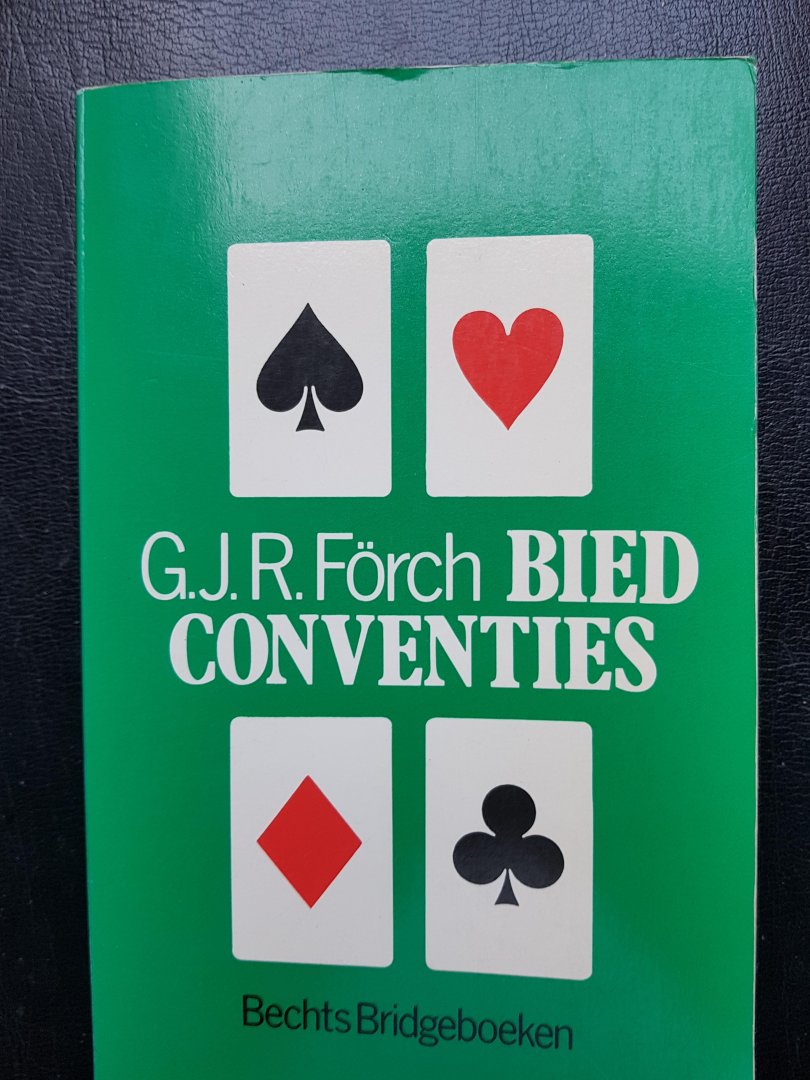 G.J.R. Förch BIED
CONVENTIES
Bechts Bridgeboeken